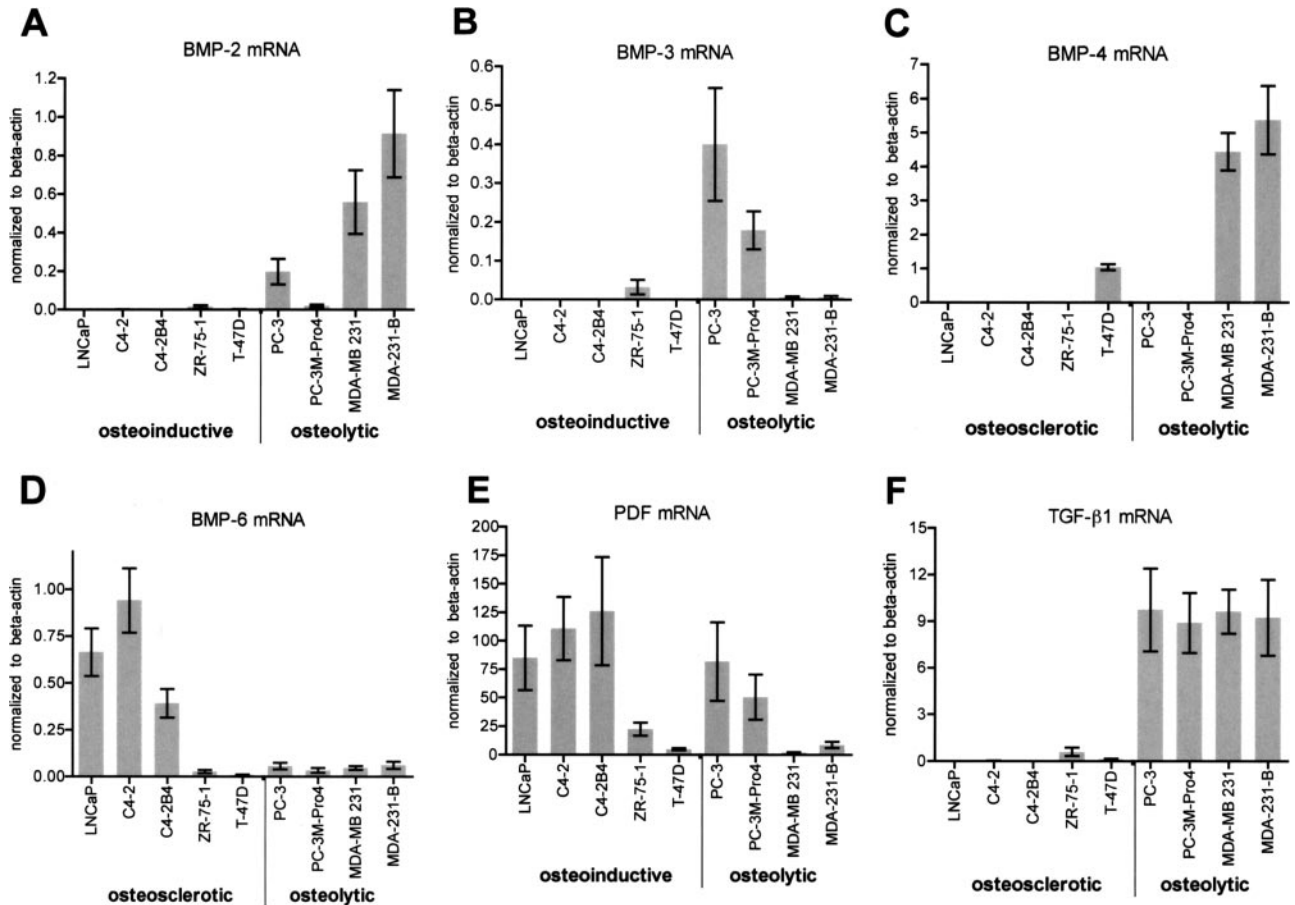 A
BMP-2 mRNA
normalized to beta-actin
1.2
1.0
0.8
0.6
0.4
0.2
0.0
LNCaP
C4-2
C4-2B4
ZR-75-1
T-47D
PC-3
PC-3M-Pro4
MDA-MB 231
MDA-231-B
osteoinductive
osteolytic
B
BMP-3 mRNA
normalized to beta-actin
0.6
0.5
0.4
0.3
0.2
0.1
0.0
LNCaP
C4-2
C4-2B4
ZR-75-1
T-47D
PC-3
PC-3M-Pro4
MDA-MB 231
MDA-231-B
osteoinductive
osteolytic
C
BMP-4 mRNA
normalized to beta-actin
7
6
5
4
3
2
1
0
LNCaP
C4-2
C4-2B4
ZR-75-1
T-47D
PC-3
PC-3M-Pro4
MDA-MB 231
MDA-231-B
osteosclerotic
osteolytic
D
BMP-6 mRNA
normalized to beta-actin
1.00
0.75
0.50
0.25
0.00
LNCaP
C4-2
C4-2B4
ZR-75-1
T-47D
PC-3
PC-3M-Pro4
MDA-MB 231
MDA-231-B
osteosclerotic
osteolytic
E
PDF mRNA
normalized to beta-actin
200
175
150
125
100
75
50
25
0
LNCaP
C4-2
C4-2B4
ZR-75-1
T-47D
PC-3
PC-3M-Pro4
MDA-MB 231
MDA-231-B
osteoinductive
osteolytic
F
TGF-β1 mRNA
normalized to beta-actin
15
12
9
6
3
0
LNCaP
C4-2
C4-2B4
ZR-75-1
T-47D
PC-3
PC-3M-Pro4
MDA-MB 231
MDA-231-B
osteosclerotic
osteolytic